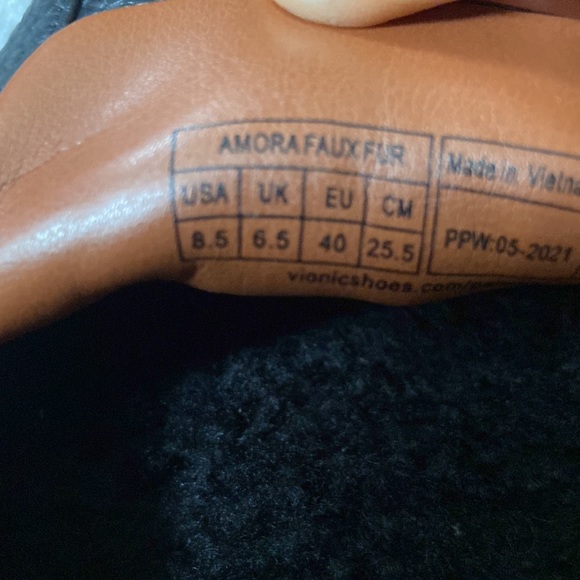 AMORA FAUX FUR
USA UK EU CM
8.5 6.5 40 25.5
Made in
PPW:05-2021
vionicshoes.com/